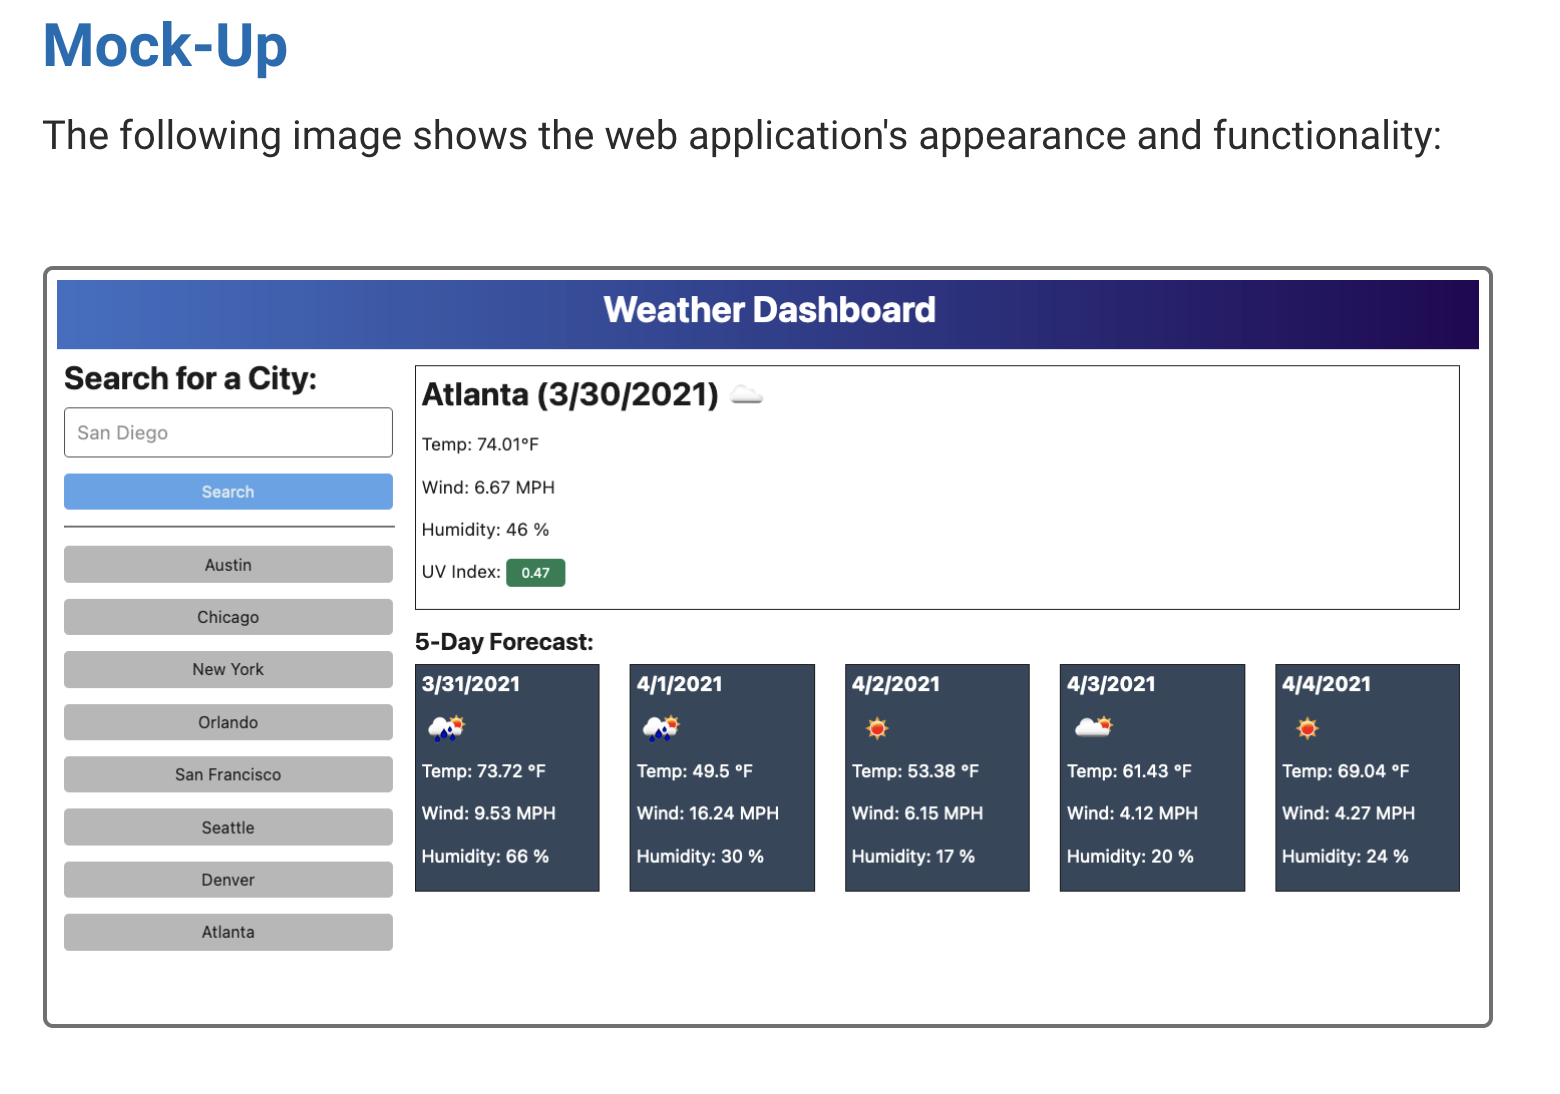 Mock-Up
The following image shows the web application's appearance and functionality:
Weather Dashboard
Search for a City:
San Diego
Search
Austin
Chicago
New York
Orlando
San Francisco
Seattle
Denver
Atlanta
Atlanta (3/30/2021)
Temp: 74.01°F
Wind: 6.67 MPH
Humidity: 46 %
UV Index: 0.47
5-Day Forecast:
3/31/2021
Temp: 73.72 °F
Wind: 9.53 MPH
Humidity: 66 %
4/1/2021
Temp: 49.5 °F
Wind: 16.24 MPH
Humidity: 30 %
4/2/2021
Temp: 53.38 °F
Wind: 6.15 MPH
Humidity: 17 %
4/3/2021
Temp: 61.43 °F
Wind: 4.12 MPH
Humidity: 20 %
4/4/2021
Temp: 69.04 °F
Wind: 4.27 MPH
Humidity: 24 %